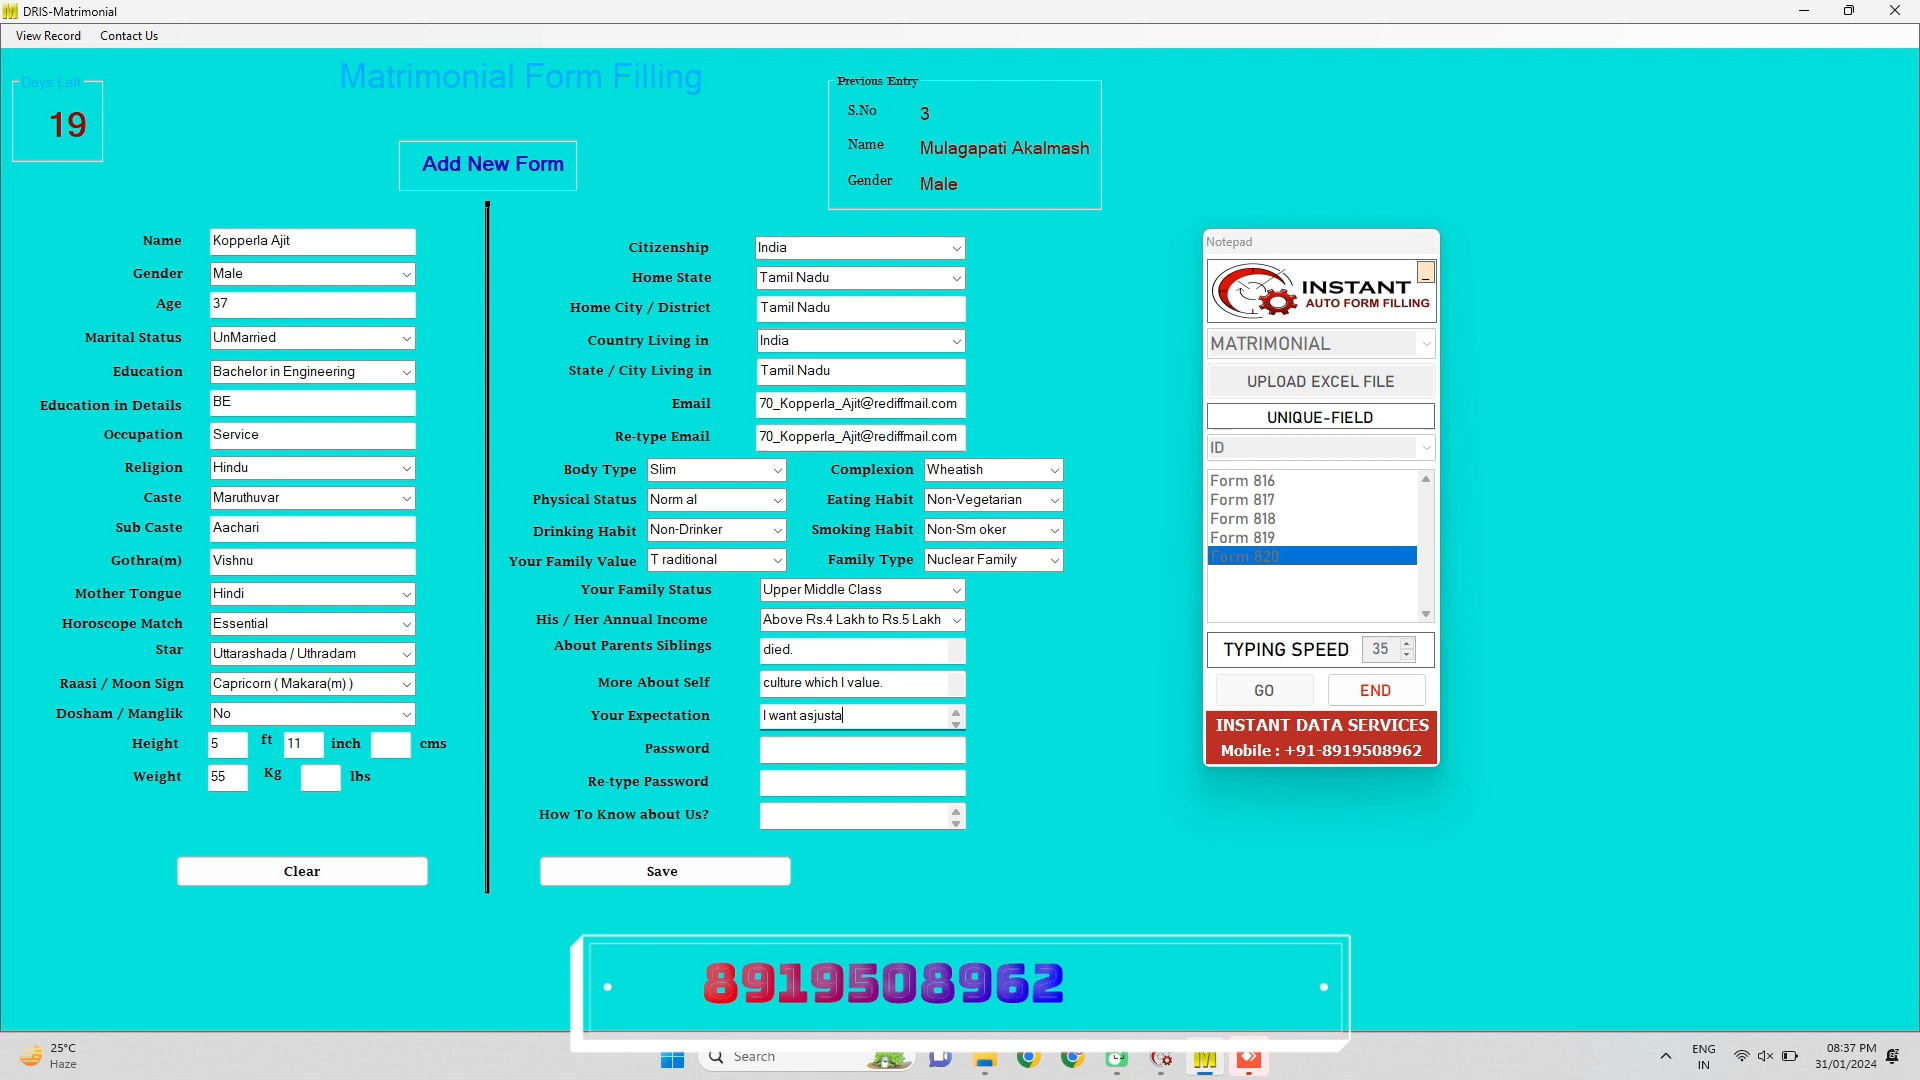 DRIS-Matrimonial
View Record Contact Us
Days Left
19
Matrimonial Form Filling
Add New Form
Previous Entry
S.No 3
Name Mulagapati Akalmash
Gender Male
Name Kopperla Ajit
Gender Male
Age 37
Marital Status UnMarried
Education Bachelor in Engineering
Education in Details BE
Occupation Service
Religion Hindu
Caste Maruthuvar
Sub Caste Aachari
Gothra(m) Vishnu
Mother Tongue Hindi
Horoscope Match Essential
Star Uttarashada / Uthradam
Raasi / Moon Sign Capricorn ( Makara(m) )
Dosham / Manglik No
Height 5 ft 11 inch cms
Weight 55 Kg lbs
Clear
Citizenship India
Home State Tamil Nadu
Home City / District Tamil Nadu
Country Living in India
State / City Living in Tamil Nadu
Email 70_Kopperla_Ajit@rediffmail.com
Re-type Email 70_Kopperla_Ajit@rediffmail.com
Body Type Slim Complexion Wheatish
Physical Status Norm al Eating Habit Non-Vegetarian
Drinking Habit Non-Drinker Smoking Habit Non-Sm oker
Your Family Value T raditional Family Type Nuclear Family
Your Family Status Upper Middle Class
His / Her Annual Income Above Rs.4 Lakh to Rs.5 Lakh
About Parents Siblings died.
More About Self culture which I value.
Your Expectation I want asjusta
Password
Re-type Password
How To Know about Us?
Save
Notepad
INSTANT
AUTO FORM FILLING
MATRIMONIAL
UPLOAD EXCEL FILE
UNIQUE-FIELD
ID
Form 816
Form 817
Form 818
Form 819
Form 820
TYPING SPEED 35
GO END
INSTANT DATA SERVICES
Mobile : +91-8919508962
8919508962
25°C
Haze
Search
ENG
IN
08:37 PM
31/01/2024